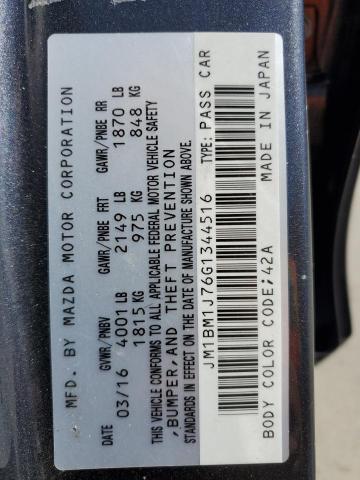 MFD. BY MAZDA MOTOR CORPORATION
GVWR/PNBV GAWR/PNBE FRT GAWR/PNBE RR
DATE
03/16 4001 LB 2149 LB 1870 LB
1815 KG 975 KG 848 KG
THIS VEHICLE CONFORMS TO ALL APPLICABLE FEDERAL MOTOR VEHICLE SAFETY
,BUMPER,AND THEFT PREVENTION
STANDARDS IN EFFECT ON THE DATE OF MANUFACTURE SHOWN ABOVE.
JM1BM1J76G1344516 TYPE: PASS CAR
BODY COLOR CODE;42A MADE IN JAPAN